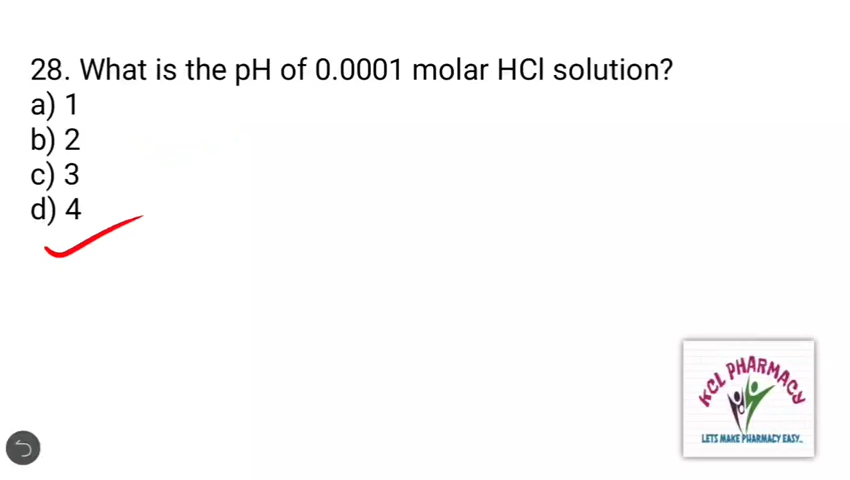 28. What is the pH of 0.0001 molar HCl solution?
a) 1
b) 2
c) 3
d) 4
KCL PHARMACY
LETS MAKE PHARMACY EASY..